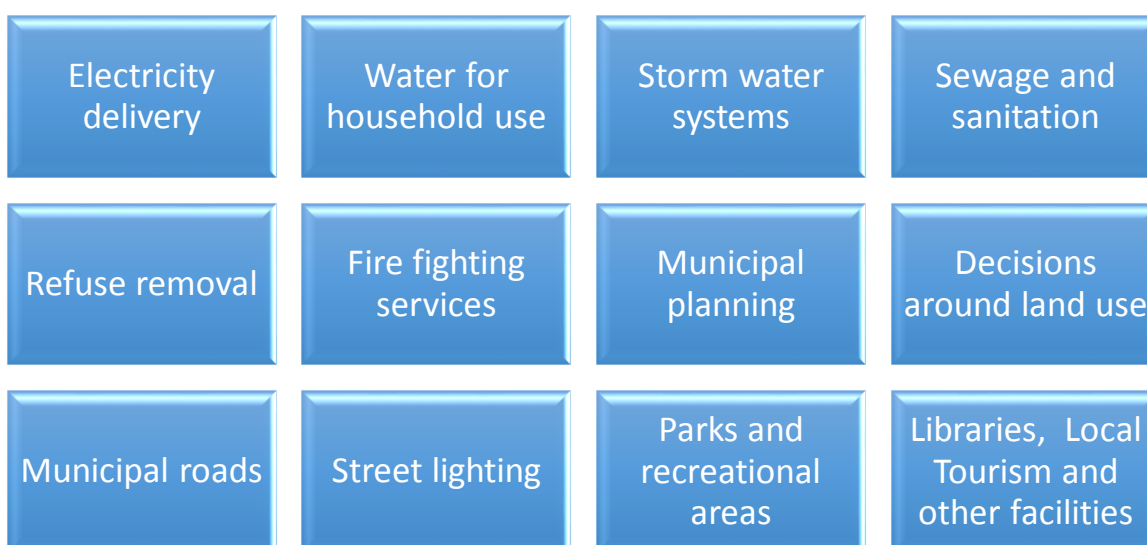 Electricity
delivery
Water for
household use
Storm water
systems
Sewage and
sanitation
Refuse removal
Fire fighting
services
Municipal
planning
Decisions
around land use
Municipal roads
Street lighting
Parks and
recreational
areas
Libraries, Local
Tourism and
other facilities